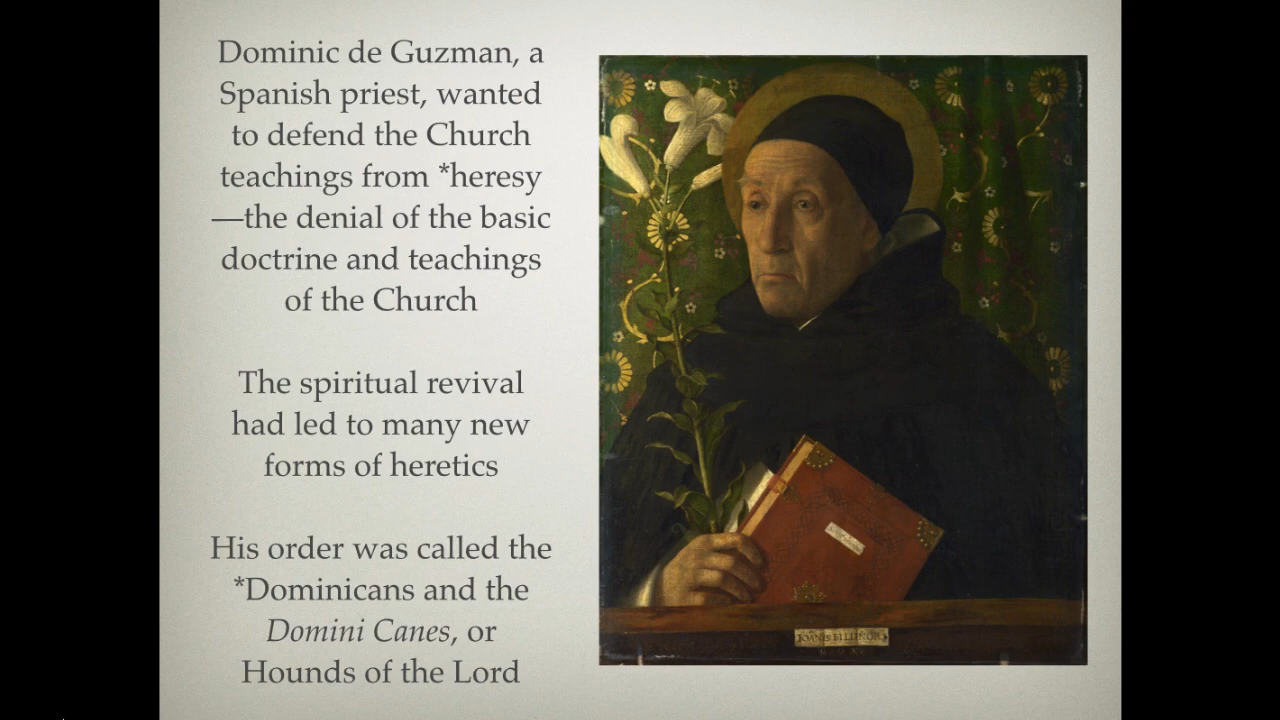 Dominic de Guzman, a
Spanish priest, wanted
to defend the Church
teachings from *heresy
—the denial of the basic
doctrine and teachings
of the Church
The spiritual revival
had led to many new
forms of heretics
His order was called the
*Dominicans and the
Domini Canes, or
Hounds of the Lord